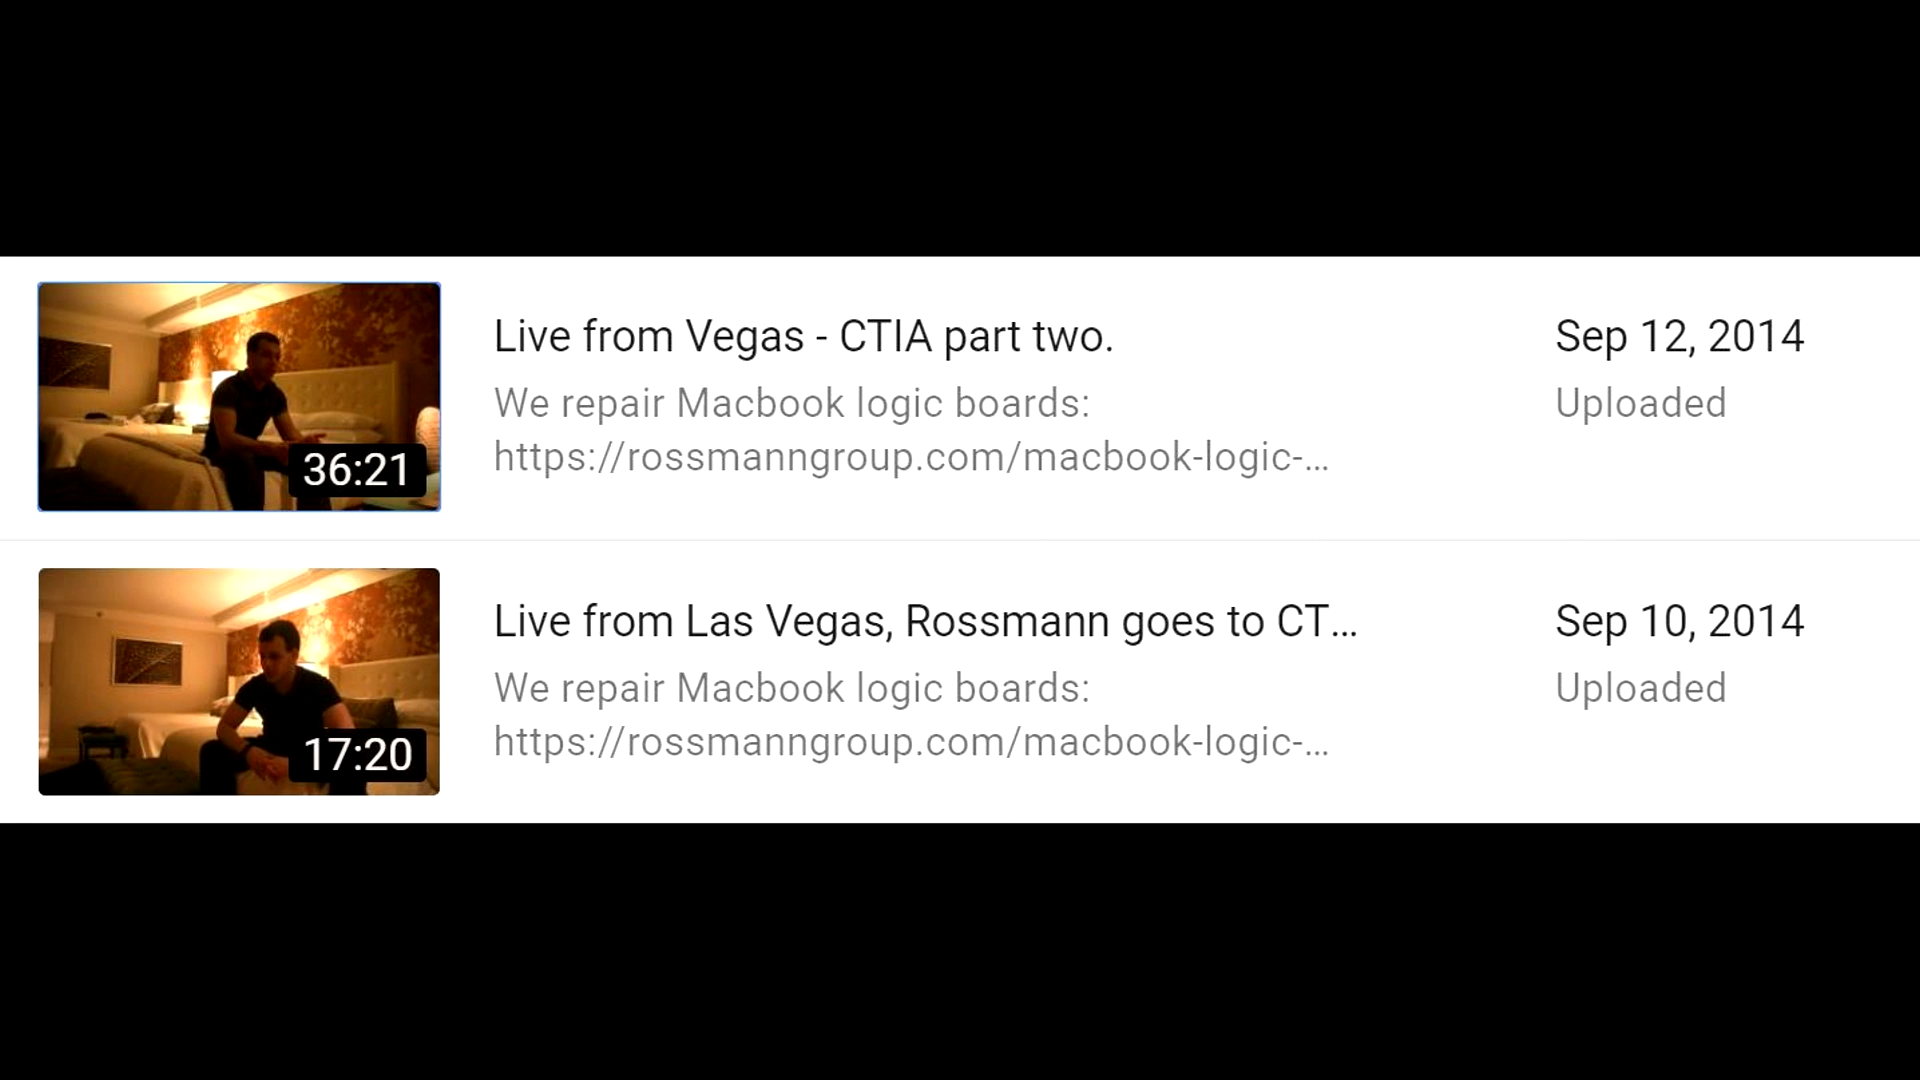 36:21
Live from Vegas - CTIA part two.
We repair Macbook logic boards:
https://rossmanngroup.com/macbook-logic-...
Sep 12, 2014
Uploaded
17:20
Live from Las Vegas, Rossmann goes to CT...
We repair Macbook logic boards:
https://rossmanngroup.com/macbook-logic-...
Sep 10, 2014
Uploaded